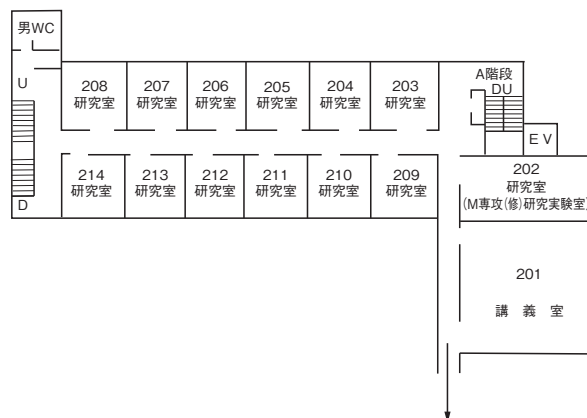 男WC
U
D
208
研究室
207
研究室
206
研究室
205
研究室
204
研究室
203
研究室
A階段
DU
EV
214
研究室
213
研究室
212
研究室
211
研究室
210
研究室
209
研究室
202
研究室
(M専攻(修)研究実験室)
201
講義室